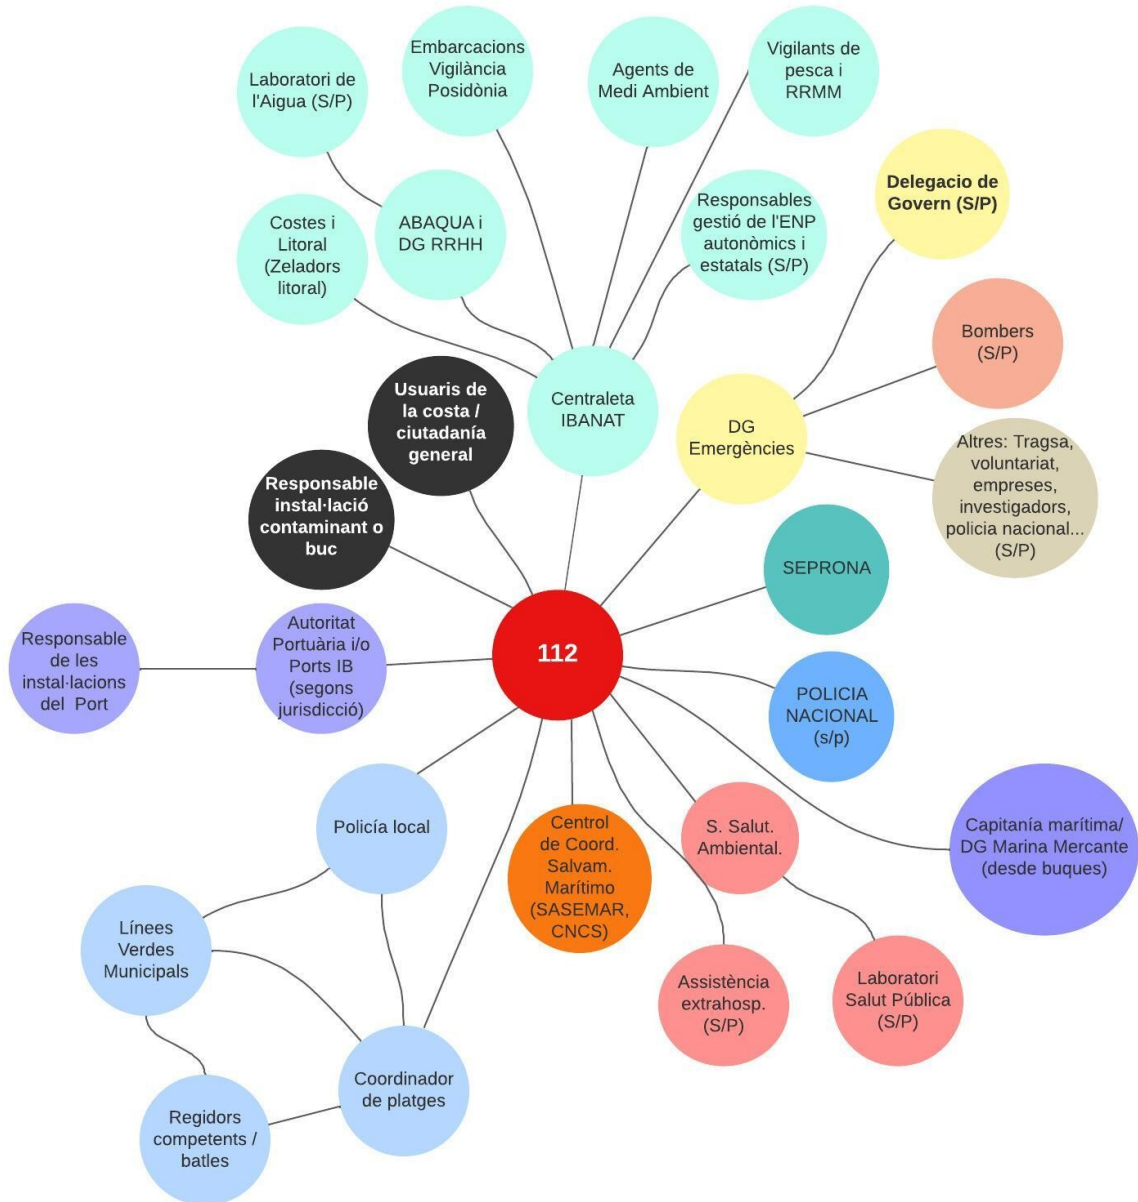 Embarcacions
Vigilància
Posidònia
Vigilants de
pesca i
RRMM
Laboratori de
l'Aigua (S/P)
Agents de
Medi Ambient
Delegacio de
Govern (S/P)
Costes i
Litoral
(Zeladors
litoral)
ABAQUA i
DG RRHH
Responsables
gestió de l'ENP
autonòmics i
estatals (S/P)
Bombers
(S/P)
Usuaris de
la costa /
ciutadanía
general
Centraleta
IBANAT
DG
Emergències
Altres: Tragsa,
voluntariat,
empreses,
investigadors,
policia nacional...
(S/P)
Responsable
instal·lació
contaminant o
buc
SEPRONA
Responsable
de les
instal·lacions
del Port
Autoritat
Portuària i/o
Ports IB
(segons
jurisdicció)
112
POLICIA
NACIONAL
(s/p)
Policía local
Centrol
de Coord.
Salvam.
Marítimo
(SASEMAR,
CNCS)
S. Salut.
Ambiental.
Capitanía marítima/
DG Marina Mercante
(desde buques)
Línees
Verdes
Municipals
Assistència
extrahosp.
(S/P)
Laboratori
Salut Pública
(S/P)
Coordinador
de platges
Regidors
competents /
batles